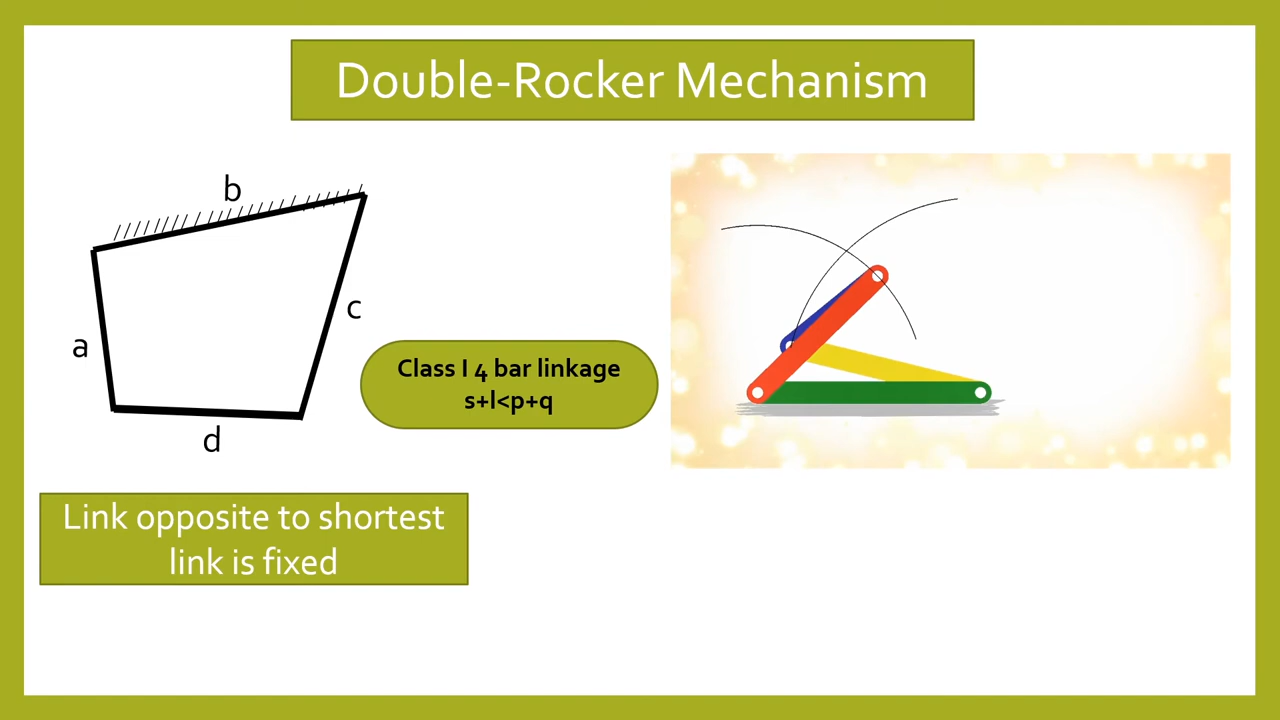 Double-Rocker Mechanism
b
a
c
d
Class I 4 bar linkage
s+l<p+q
Link opposite to shortest
link is fixed